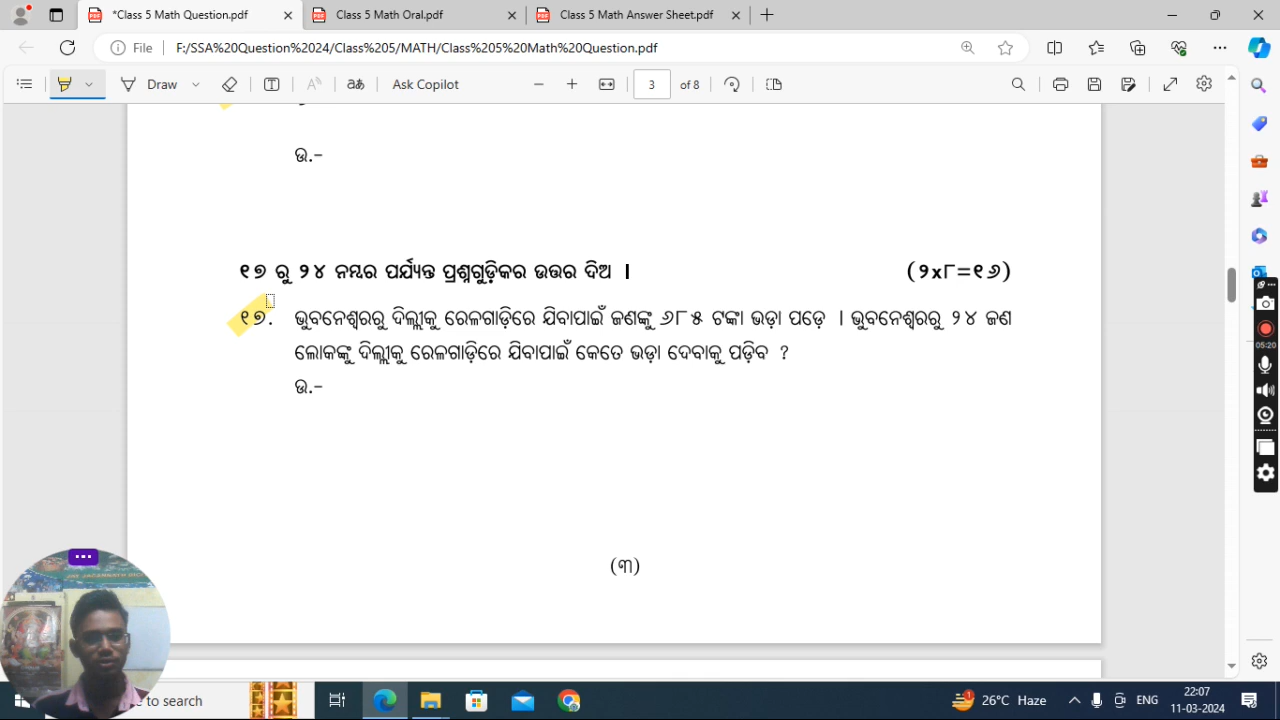 *Class 5 Math Question.pdf
Class 5 Math Oral.pdf
Class 5 Math Answer Sheet.pdf
File
F:/SSA%20Question%2024/Class%205/MATH/Class%205%20Math%20Question.pdf
Draw
Ask Copilot
3 of 8
ଉ.-
୧୭ ରୁ ୨୪ ନମ୍ବର ପର୍ଯ୍ୟନ୍ତ ପ୍ରଶ୍ନଗୁଡ଼ିକର ଉତ୍ତର ଦିଅ । (୨x୮=୧୬)
୧୭. ଭୁବନେଶ୍ୱରରୁ ଦିଲ୍ଲୀକୁ ରେଳଗାଡ଼ିରେ ଯିବାପାଇଁ ଜଣଙ୍କୁ ୬୮୫ ଟଙ୍କା ଭଡ଼ା ପଡ଼େ । ଭୁବନେଶ୍ୱରରୁ ୨୪ ଜଣ
ଲୋକଙ୍କୁ ଦିଲ୍ଲୀକୁ ରେଳଗାଡ଼ିରେ ଯିବାପାଇଁ କେତେ ଭଡ଼ା ଦେବାକୁ ପଡ଼ିବ ?
ଉ.-
(୩)
05:20
to search
26°C Haze
ENG
22:07
11-03-2024